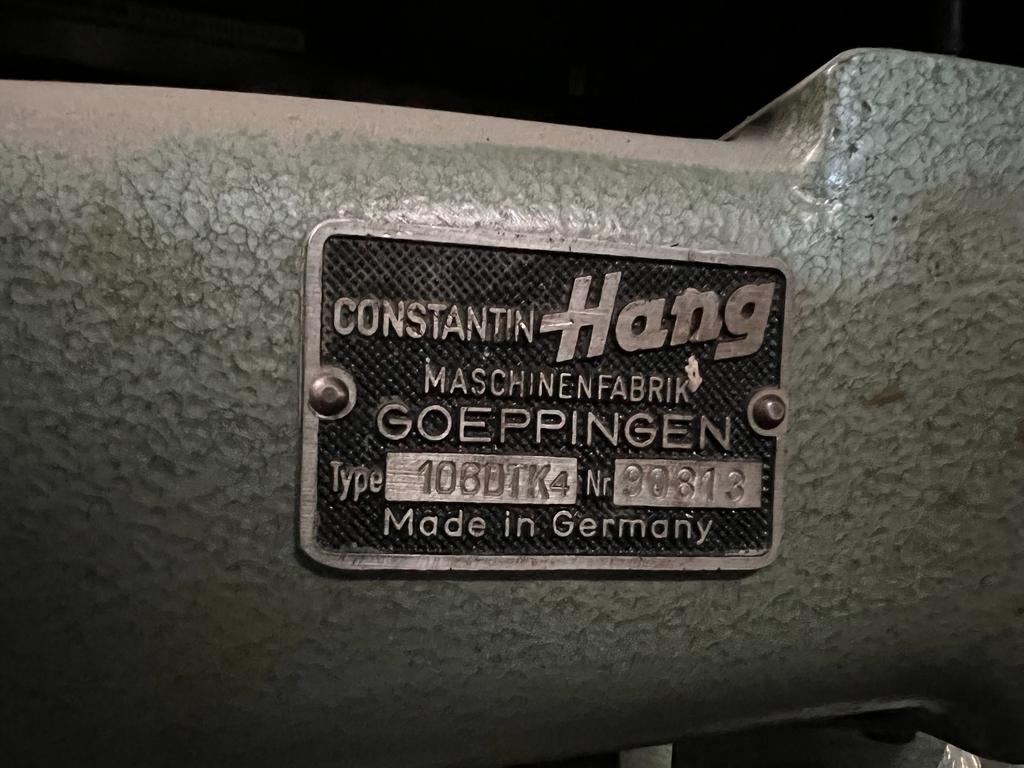 CONSTANTIN Hang
MASCHINENFABRIK
GOEPPINGEN
Type 106DTK4 Nr 90813
Made in Germany